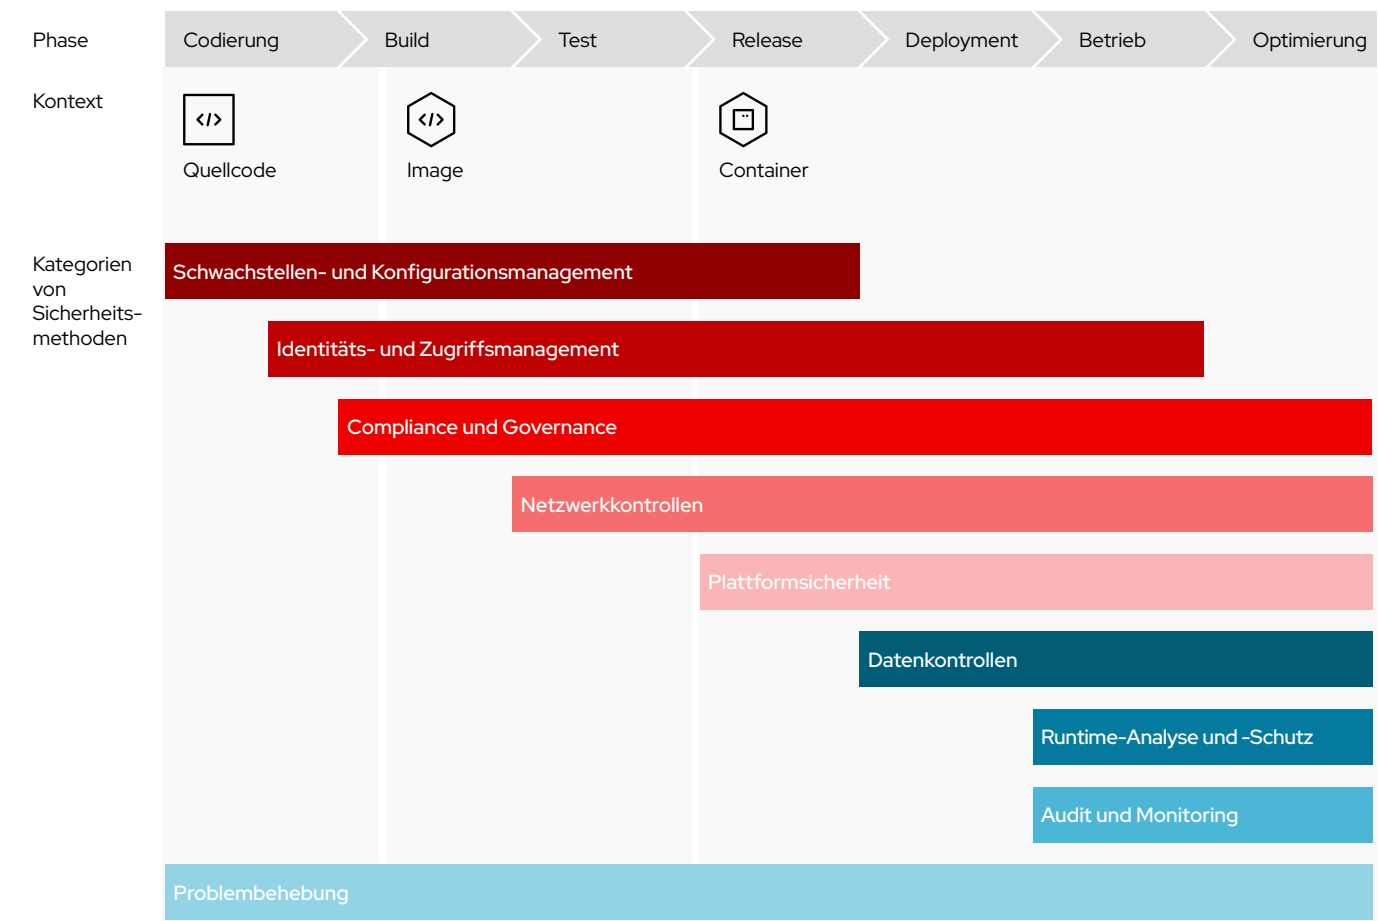 Phase
Codierung
Build
Test
Release
Deployment
Betrieb
Optimierung
Kontext
</>
</>
Quellcode
Image
Container
Kategorien
von
Sicherheits-
methoden
Schwachstellen- und Konfigurationsmanagement
Identitäts- und Zugriffsmanagement
Compliance und Governance
Netzwerkkontrollen
Plattformsicherheit
Datenkontrollen
Runtime-Analyse und -Schutz
Audit und Monitoring
Problembehebung